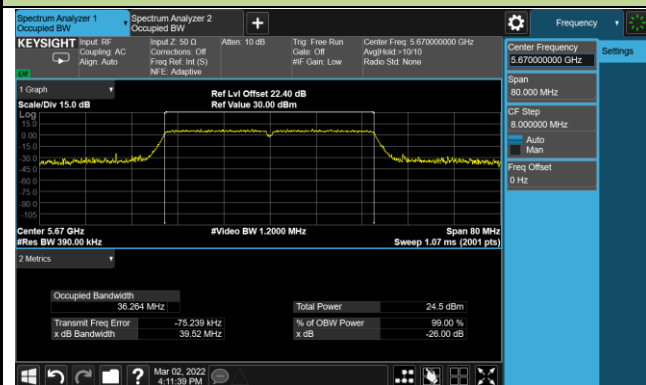 Spectrum Analyzer 1
Occupied BW
Spectrum Analyzer 2
Occupied BW
Frequency
KEYSIGHT
Input: RF
Coupling: AC
Align: Auto
Input Z: 50 Ω
Corrections: Off
Freq Ref: Int (S)
NFE: Adaptive
Atten: 10 dB
Trig: Free Run
Gate: Off
#IF Gain: Low
Center Freq: 5.670000000 GHz
Avg|Hold:>10/10
Radio Std: None
Center Frequency
5.670000000 GHz
Settings
Span
80.000 MHz
CF Step
8.000000 MHz
Auto
Man
Freq Offset
0 Hz
1 Graph
Scale/Div 15.0 dB
Ref Lvl Offset 22.40 dB
Ref Value 30.00 dBm
Log
15.0
0.00
-15.0
-30.0
-45.0
-60.0
-75.0
-90.0
-105
Center 5.67 GHz
#Res BW 390.00 kHz
#Video BW 1.2000 MHz
Span 80 MHz
Sweep 1.07 ms (2001 pts)
2 Metrics
Occupied Bandwidth
36.264 MHz
Total Power 24.5 dBm
Transmit Freq Error -75.239 kHz
% of OBW Power 99.00 %
x dB Bandwidth 39.52 MHz
x dB -26.00 dB
Mar 02, 2022
4:11:39 PM